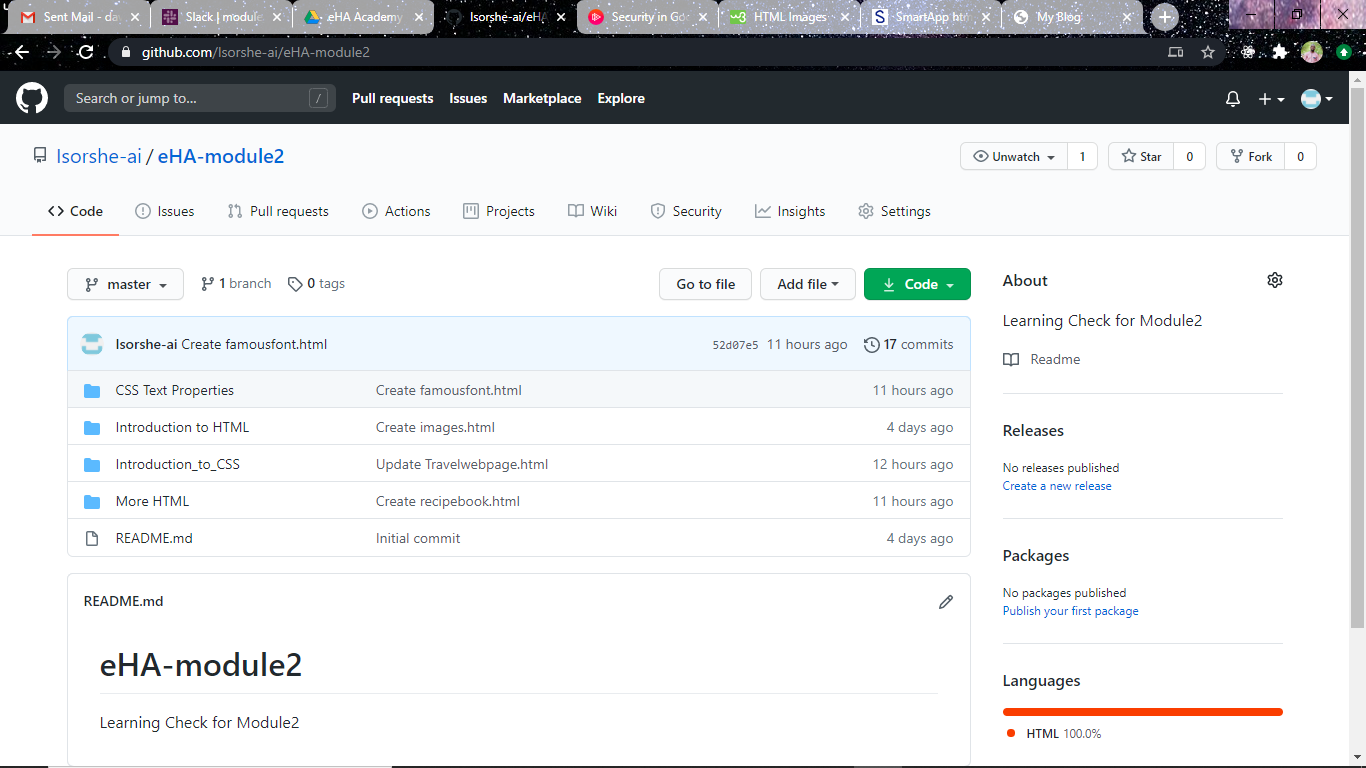 Sent Mail - da
Slack | module
eHA Academy
Isorshe-ai/eHA
Security in Go
HTML Images
SmartApp htm
My Blog
github.com/Isorshe-ai/eHA-module2
Search or jump to... /
Pull requests Issues Marketplace Explore
Isorshe-ai / eHA-module2
Unwatch 1 Star 0 Fork 0
Code Issues Pull requests Actions Projects Wiki Security Insights Settings
master 1 branch 0 tags Go to file Add file Code
Isorshe-ai Create famousfont.html 52d07e5 11 hours ago 17 commits
CSS Text Properties Create famousfont.html 11 hours ago
Introduction to HTML Create images.html 4 days ago
Introduction_to_CSS Update Travelwebpage.html 12 hours ago
More HTML Create recipebook.html 11 hours ago
README.md Initial commit 4 days ago
README.md
eHA-module2
Learning Check for Module2
About
Learning Check for Module2
Readme
Releases
No releases published
Create a new release
Packages
No packages published
Publish your first package
Languages
HTML 100.0%